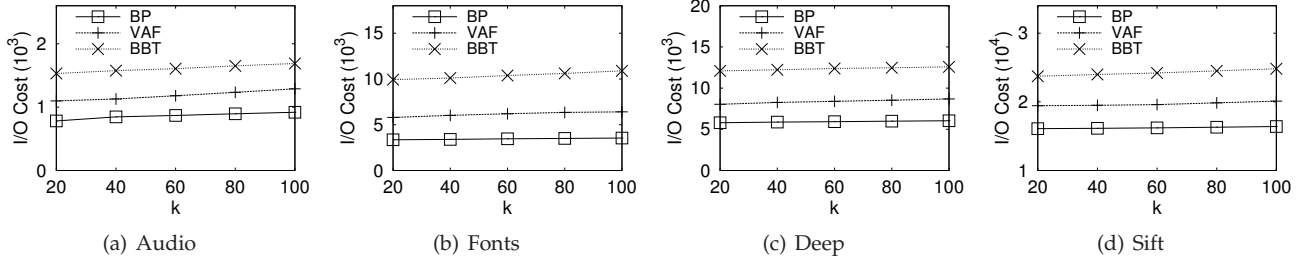 I/O Cost (10³)
2
1
0
BP
VAF
BBT
20 40 60 80 100
k
(a) Audio
I/O Cost (10³)
15
10
5
0
BP
VAF
BBT
20 40 60 80 100
k
(b) Fonts
I/O Cost (10³)
20
15
10
5
0
BP
VAF
BBT
20 40 60 80 100
k
(c) Deep
I/O Cost (10⁴)
3
2
1
BP
VAF
BBT
20 40 60 80 100
k
(d) Sift